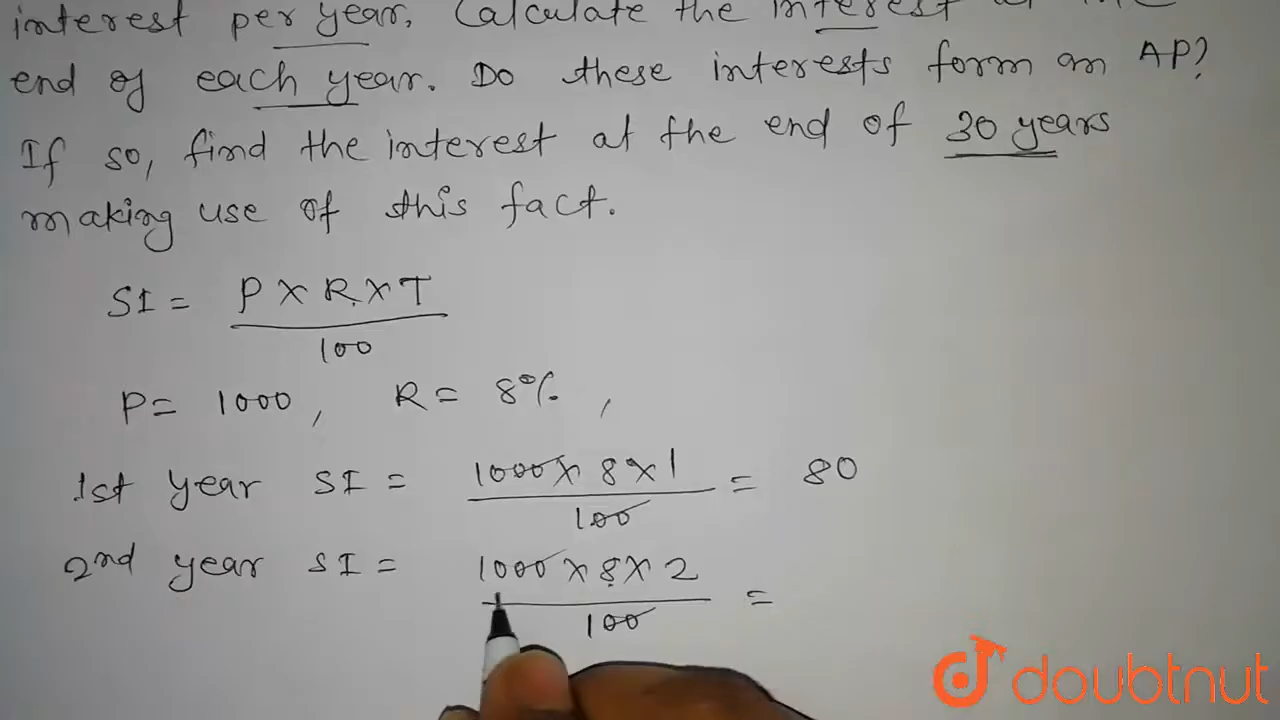 interest per year. Calculate the interest at the
end of each year. Do these interests form an AP?
If so, find the interest at the end of 30 years
making use of this fact.
SI = P X R X T
100
P = 1000, R = 8%,
1st year SI = 1000 X 8 X 1 = 80
100
2nd year SI = 1000 X 8 X 2 =
100
doubtnut